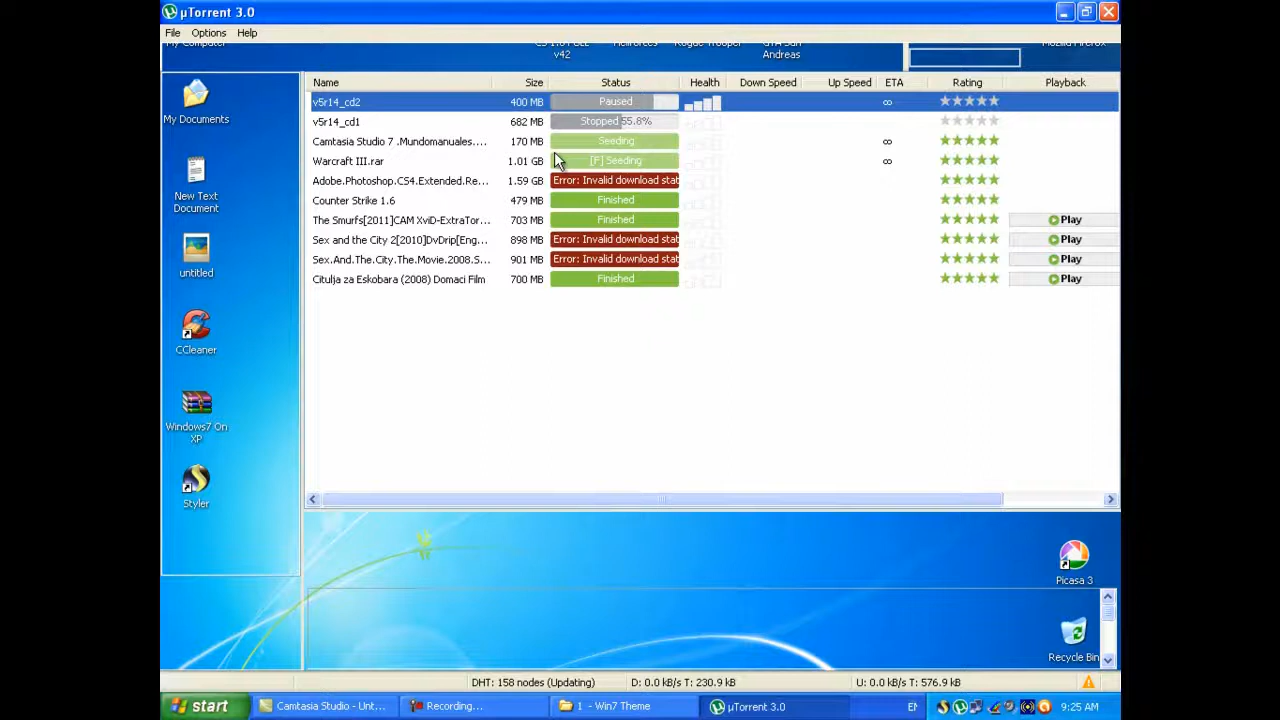 µTorrent 3.0
File Options Help
My Computer
v42
Rogue Trooper
Andreas
Mozilla Firefox
Name Size Status Health Down Speed Up Speed ETA Rating Playback
v5r14_cd2 400 MB Paused ∞
v5r14_cd1 682 MB Stopped 55.8%
Camtasia Studio 7 .Mundomanuales.... 170 MB Seeding ∞
Warcraft III.rar 1.01 GB [F] Seeding ∞
Adobe.Photoshop.CS4.Extended.Re... 1.59 GB Error: Invalid download stat
Counter Strike 1.6 479 MB Finished
The Smurfs[2011]CAM XviD-ExtraTor... 703 MB Finished Play
Sex and the City 2[2010]DvDrip[Eng... 898 MB Error: Invalid download stat Play
Sex.And.The.City.The.Movie.2008.S... 901 MB Error: Invalid download stat Play
Citulja za Eskobara (2008) Domaci Film 700 MB Finished Play
My Documents
New Text
Document
untitled
CCleaner
Windows7 On
XP
Styler
Picasa 3
Recycle Bin
DHT: 158 nodes (Updating) D: 0.0 kB/s T: 230.9 kB U: 0.0 kB/s T: 576.9 kB
start Camtasia Studio - Unt... Recording... 1 - Win7 Theme µTorrent 3.0 EN 9:25 AM